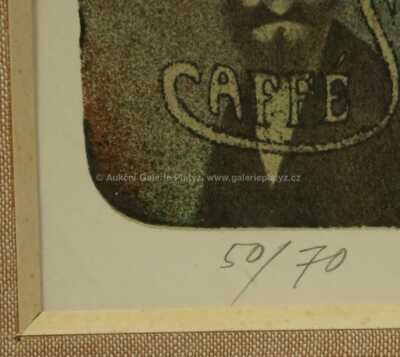 CAFFÉ
© Aukční Galerie Platýz, www.galerieplatyz.cz
50/70